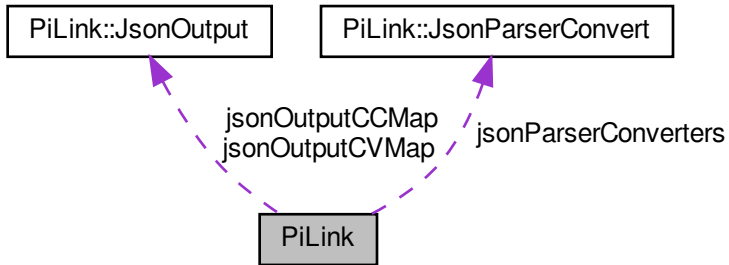 PiLink::JsonOutput
PiLink::JsonParserConvert
jsonOutputCCMap
jsonOutputCVMap
jsonParserConverters
PiLink